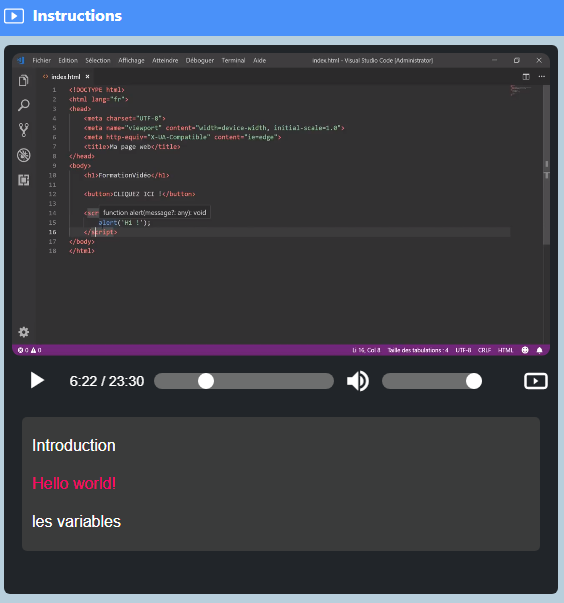 Instructions
Fichier Edition Sélection Affichage Atteindre Déboguer Terminal Aide index.html - Visual Studio Code [Administrator]
<> index.html ×
1 <!DOCTYPE html>
2 <html lang="fr">
3 <head>
4 <meta charset="UTF-8">
5 <meta name="viewport" content="width=device-width, initial-scale=1.0">
6 <meta http-equiv="X-UA-Compatible" content="ie=edge">
7 <title>Ma page web</title>
8 </head>
9 <body>
10 <h1>FormationVidéo</h1>
11
12 <button>CLIQUEZ ICI !</button>
13
14 <scr function alert(message?: any): void
15 alert('Hi !');
16 </script>
17 </body>
18 </html>
0 0 Li 16, Col 8 Taille des tabulations : 4 UTF-8 CRLF HTML
6:22 / 23:30
Introduction
Hello world!
les variables